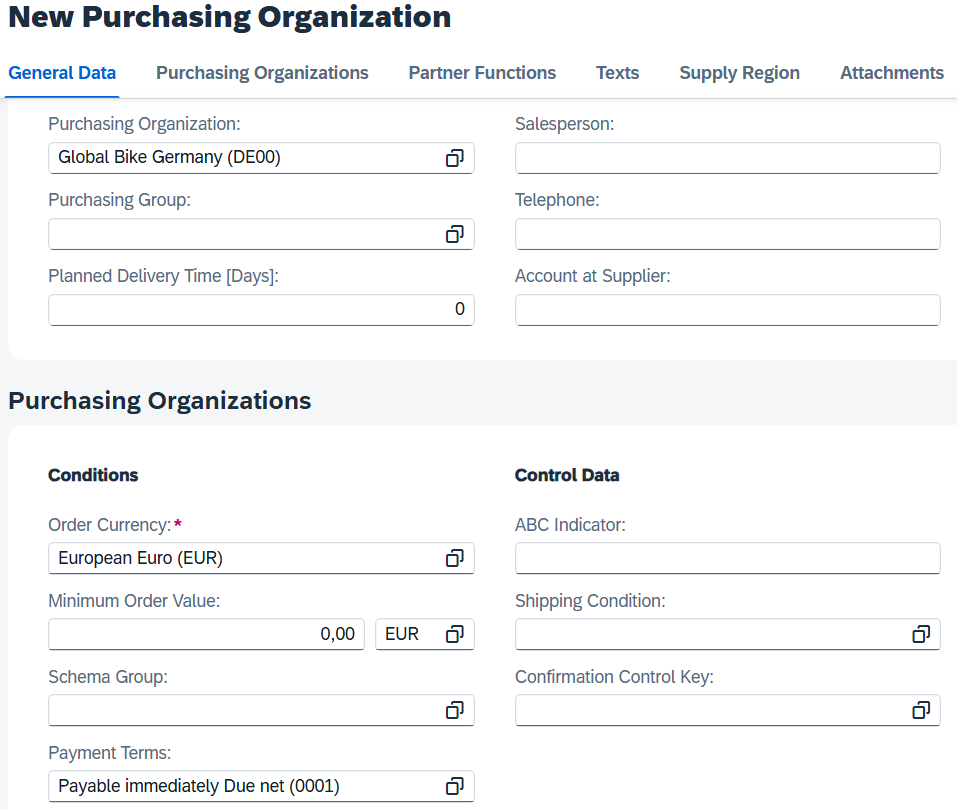 New Purchasing Organization
General Data Purchasing Organizations Partner Functions Texts Supply Region Attachments
Purchasing Organization: Salesperson:
Global Bike Germany (DE00)
Purchasing Group: Telephone:
Planned Delivery Time [Days]: Account at Supplier:
0
Purchasing Organizations
Conditions Control Data
Order Currency:* ABC Indicator:
European Euro (EUR)
Minimum Order Value: Shipping Condition:
0,00 EUR
Schema Group: Confirmation Control Key:
Payment Terms:
Payable immediately Due net (0001)